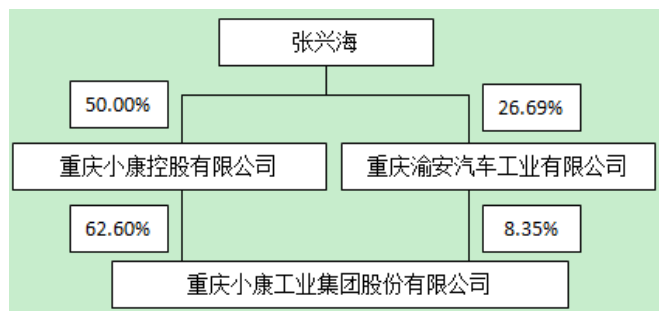 张兴海
50.00%
26.69%
重庆小康控股有限公司
重庆渝安汽车工业有限公司
62.60%
8.35%
重庆小康工业集团股份有限公司